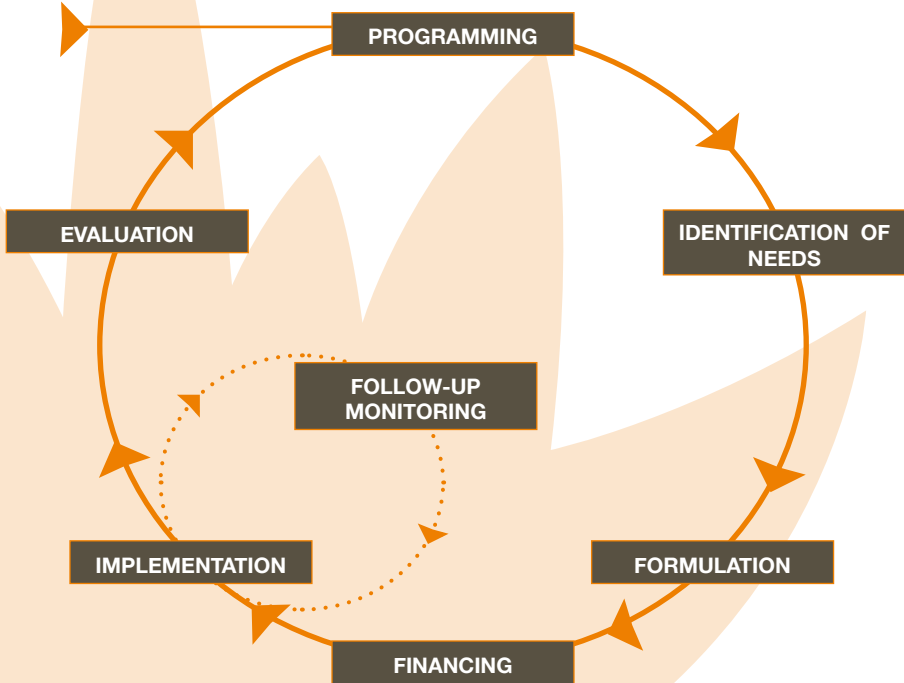 PROGRAMMING
EVALUATION
IDENTIFICATION OF
NEEDS
FOLLOW-UP
MONITORING
IMPLEMENTATION
FORMULATION
FINANCING